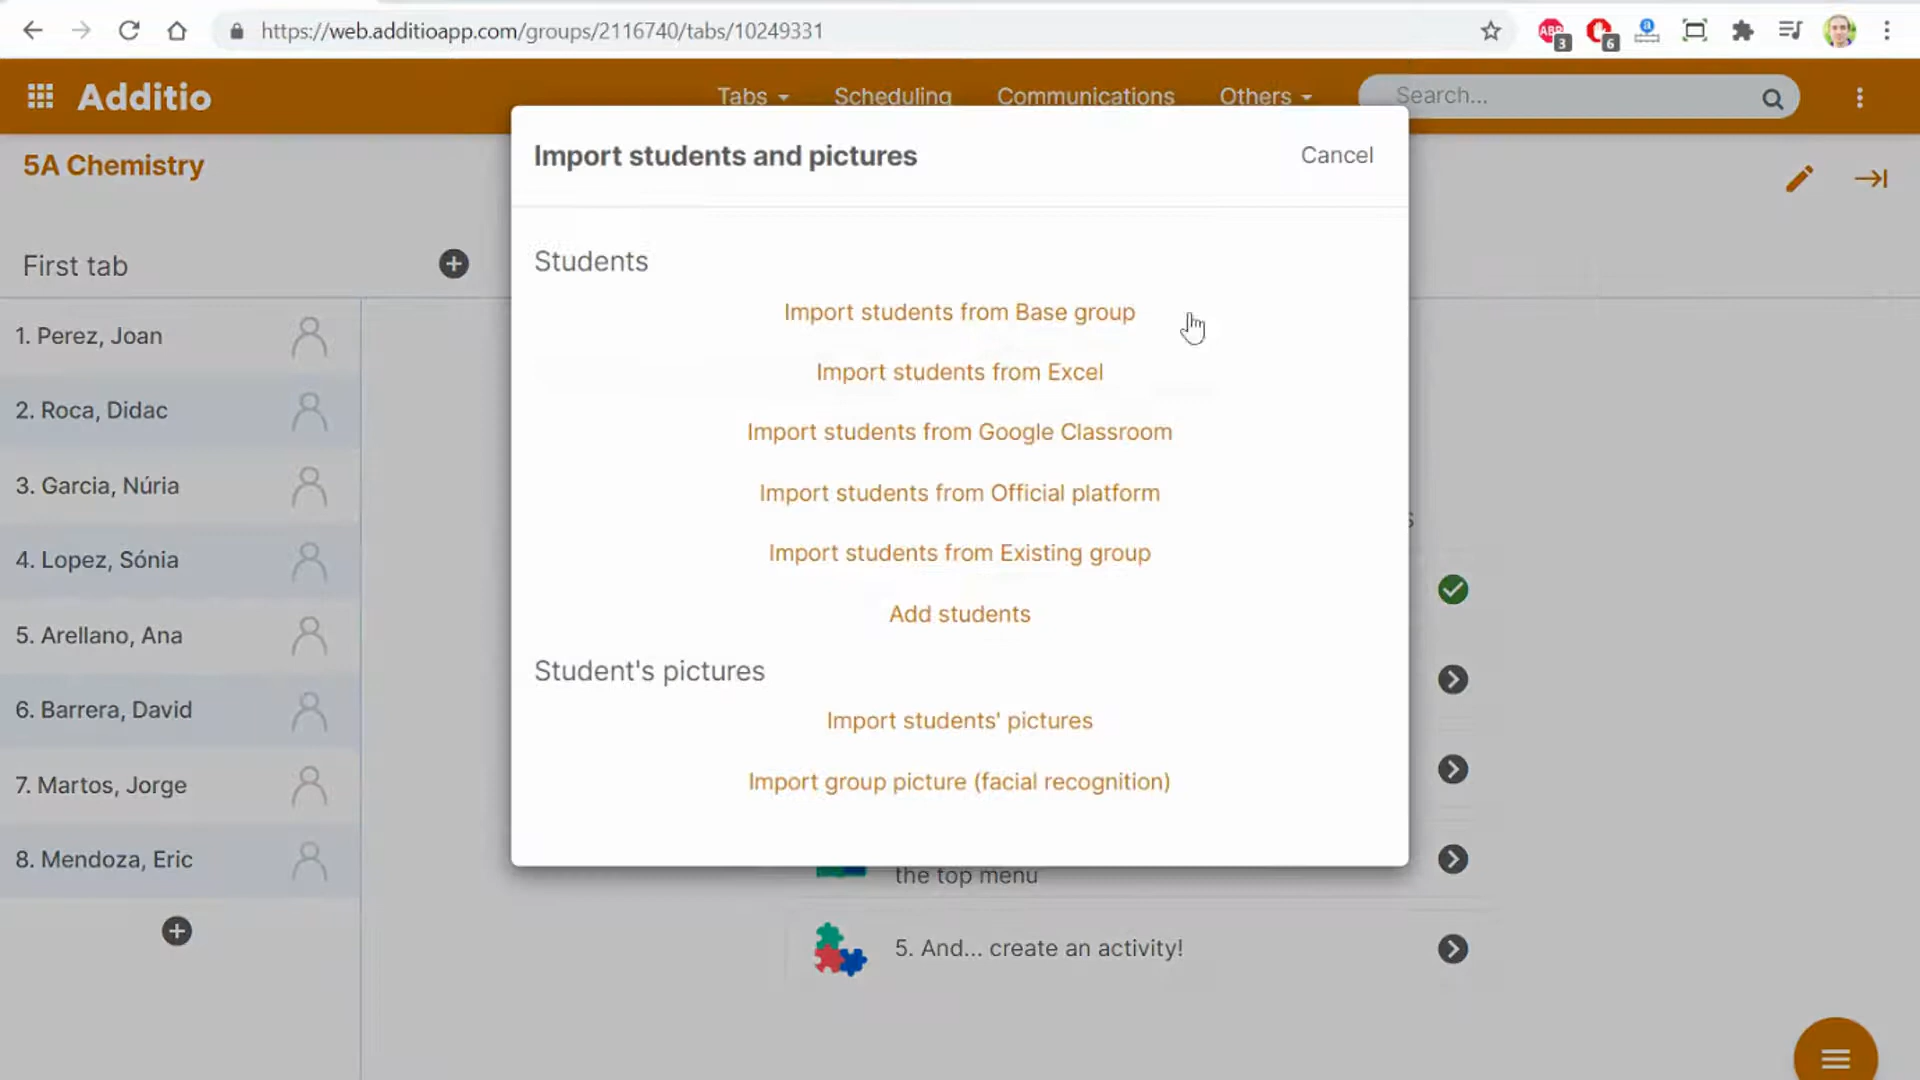 https://web.additioapp.com/groups/2116740/tabs/10249331
ABP
3
6
a
Additio
Tabs
Scheduling
Communications
Others
Search...
5A Chemistry
First tab
1. Perez, Joan
2. Roca, Didac
3. Garcia, Núria
4. Lopez, Sónia
5. Arellano, Ana
6. Barrera, David
7. Martos, Jorge
8. Mendoza, Eric
Import students and pictures
Cancel
Students
Import students from Base group
Import students from Excel
Import students from Google Classroom
Import students from Official platform
Import students from Existing group
Add students
Student's pictures
Import students' pictures
Import group picture (facial recognition)
s
the top menu
5. And... create an activity!